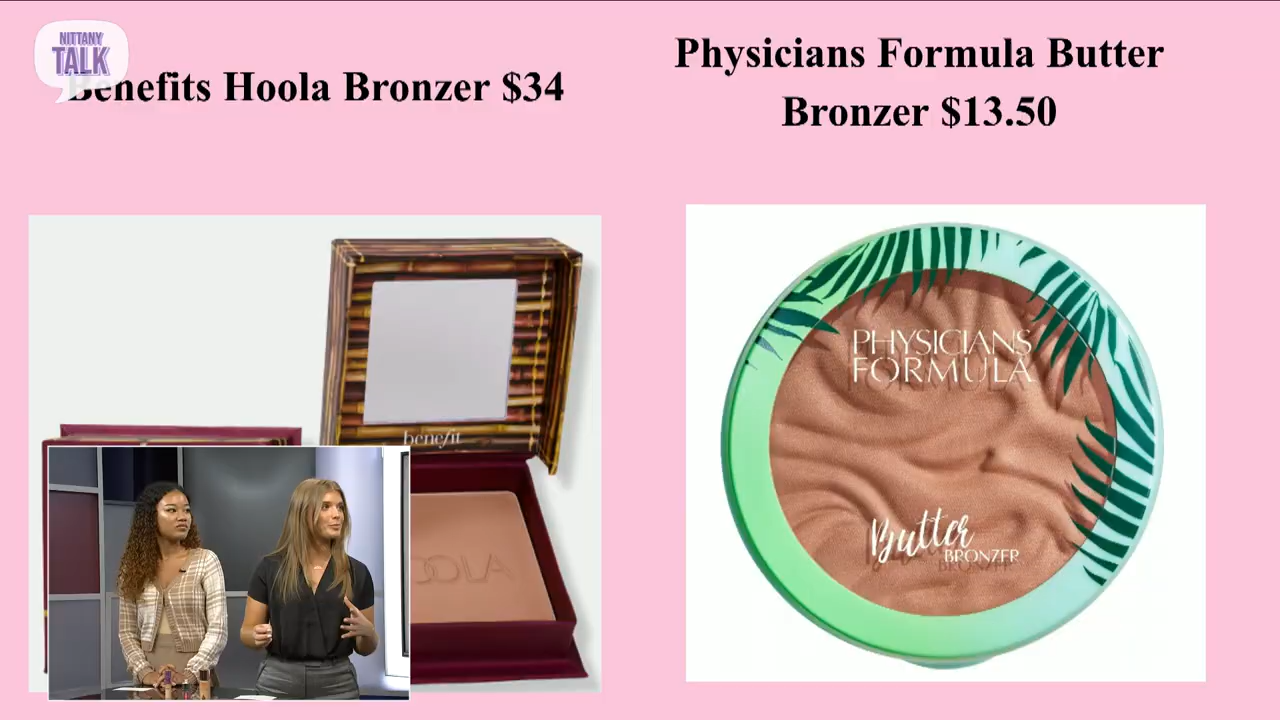 NITTANY
TALK
Benefits Hoola Bronzer $34
Physicians Formula Butter
Bronzer $13.50
benefit
OOLA
PHYSICIANS
FORMULA
Butter
BRONZER